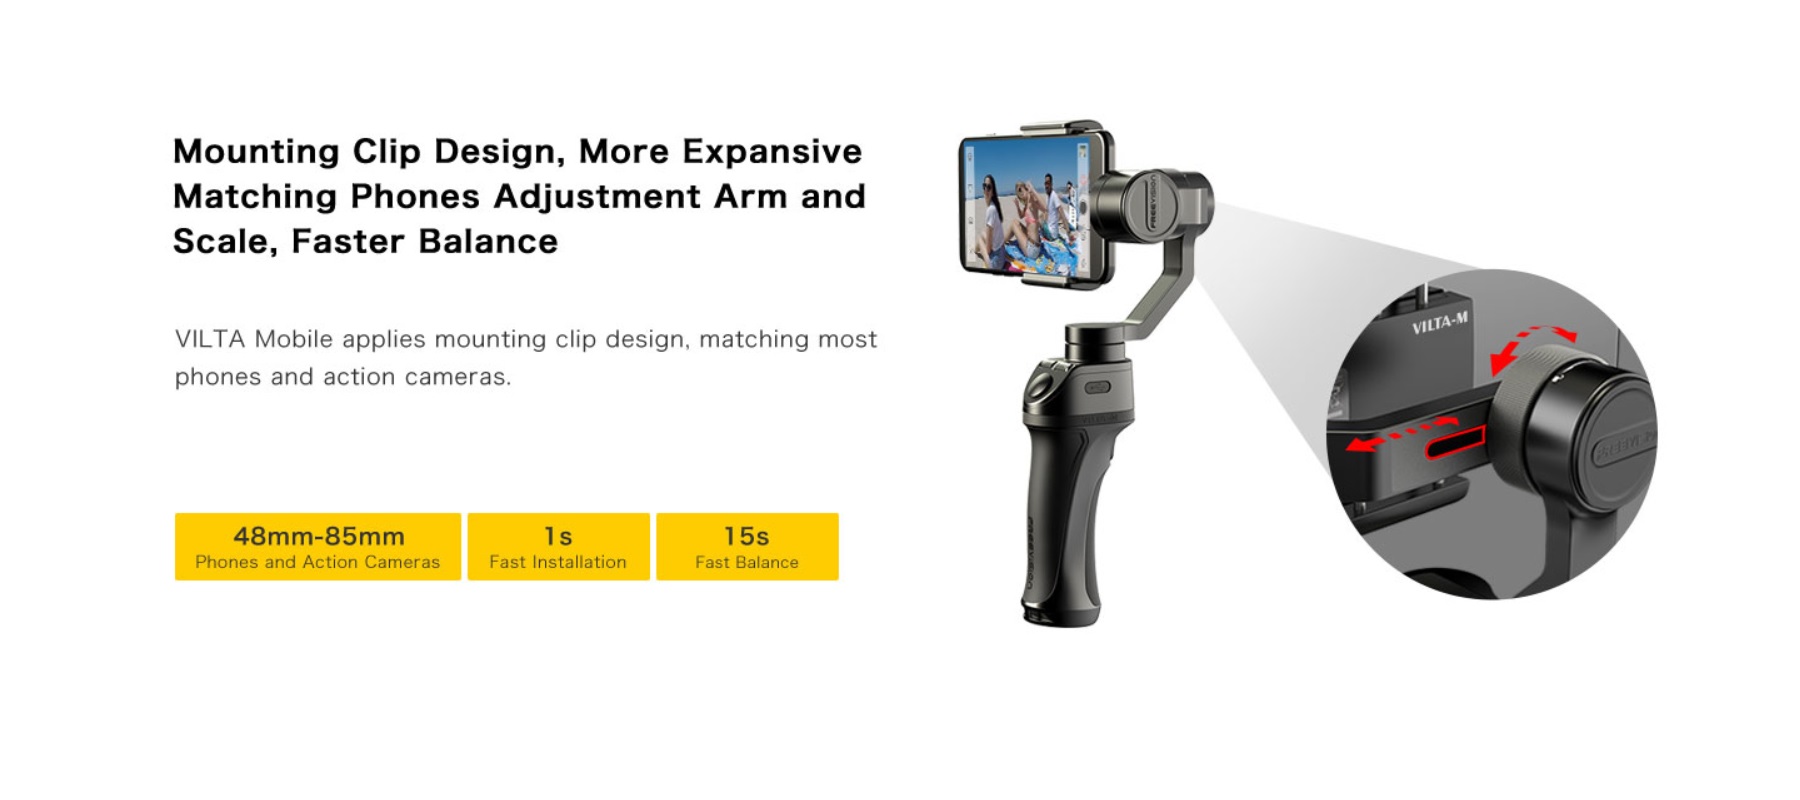 Mounting Clip Design, More Expansive
Matching Phones Adjustment Arm and
Scale, Faster Balance
VILTA Mobile applies mounting clip design, matching most
phones and action cameras.
48mm-85mm
Phones and Action Cameras
1s
Fast Installation
15s
Fast Balance
FREEVISION
VILTA-M
FREEVISION
VILTA-M